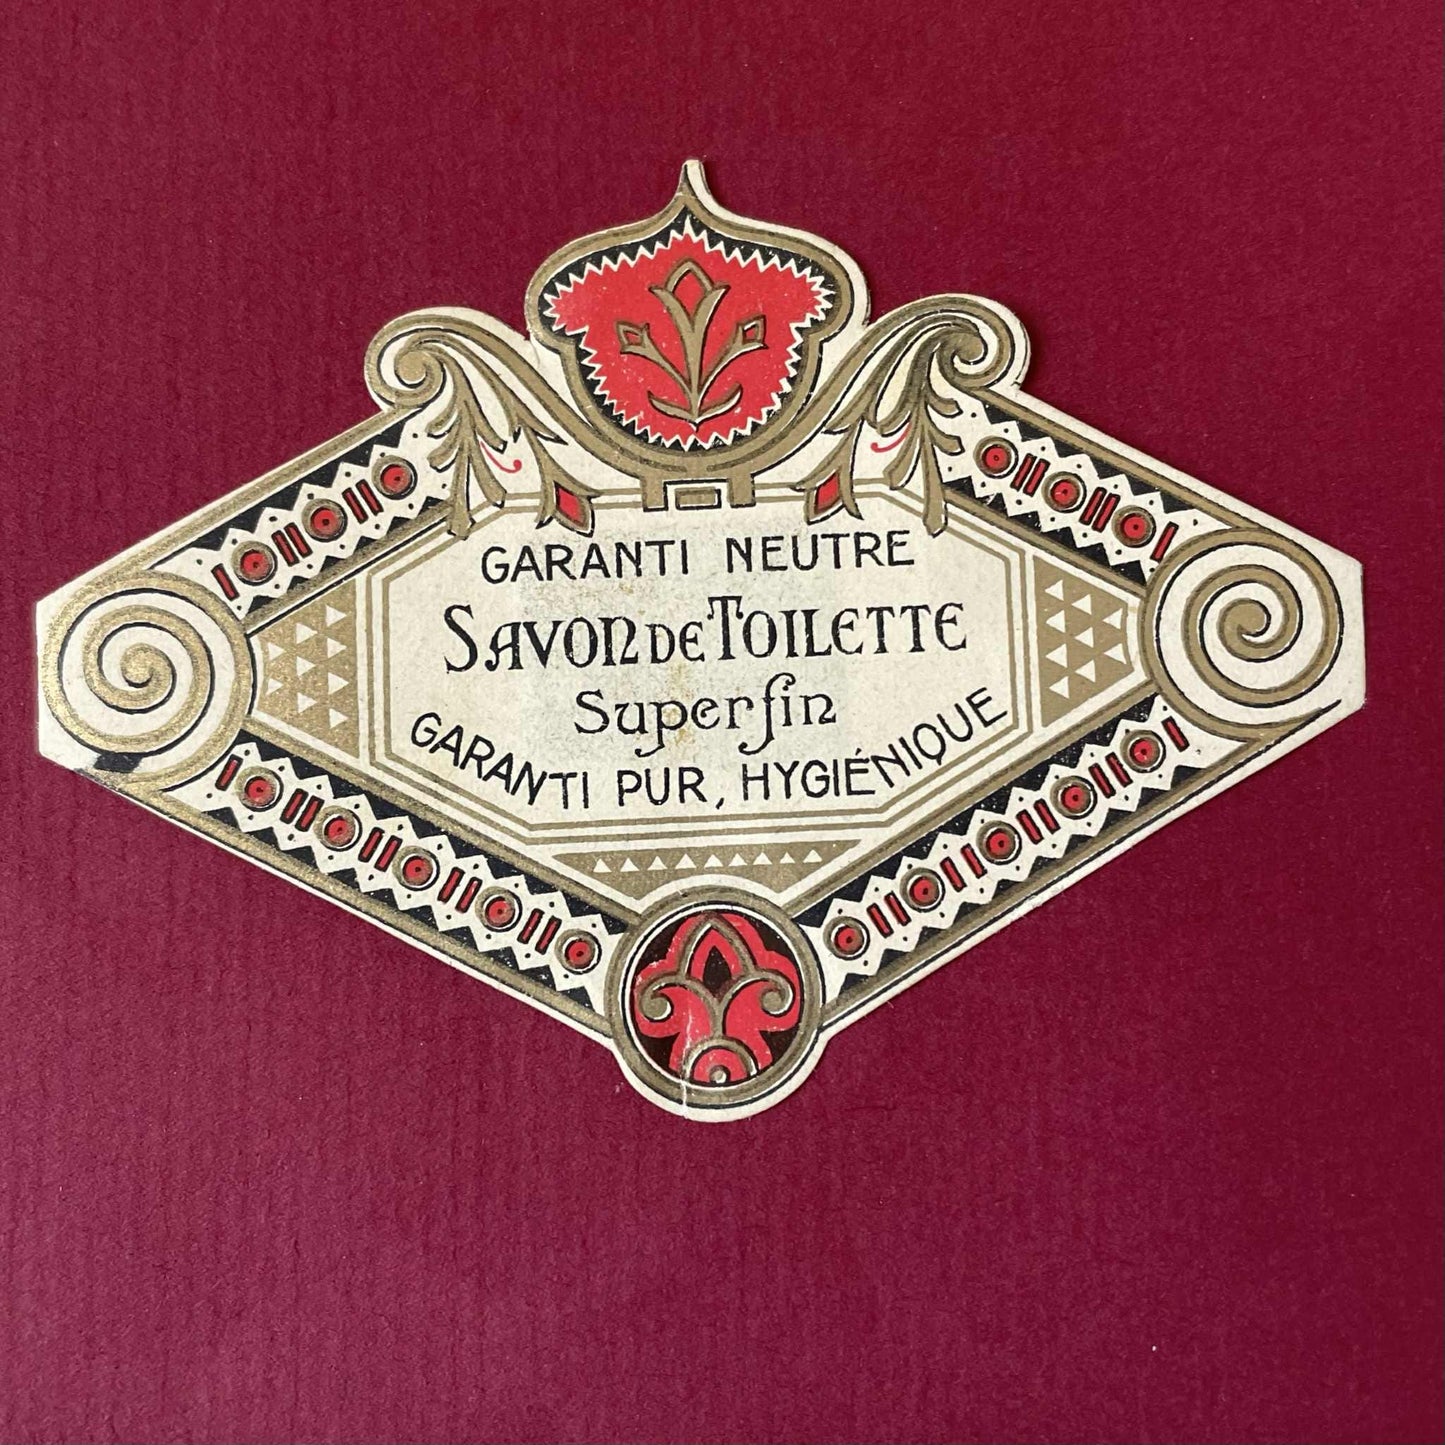 GARANTI NEUTRE
SAVON DE TOILETTE
Superfin
GARANTI PUR, HYGIÉNIQUE